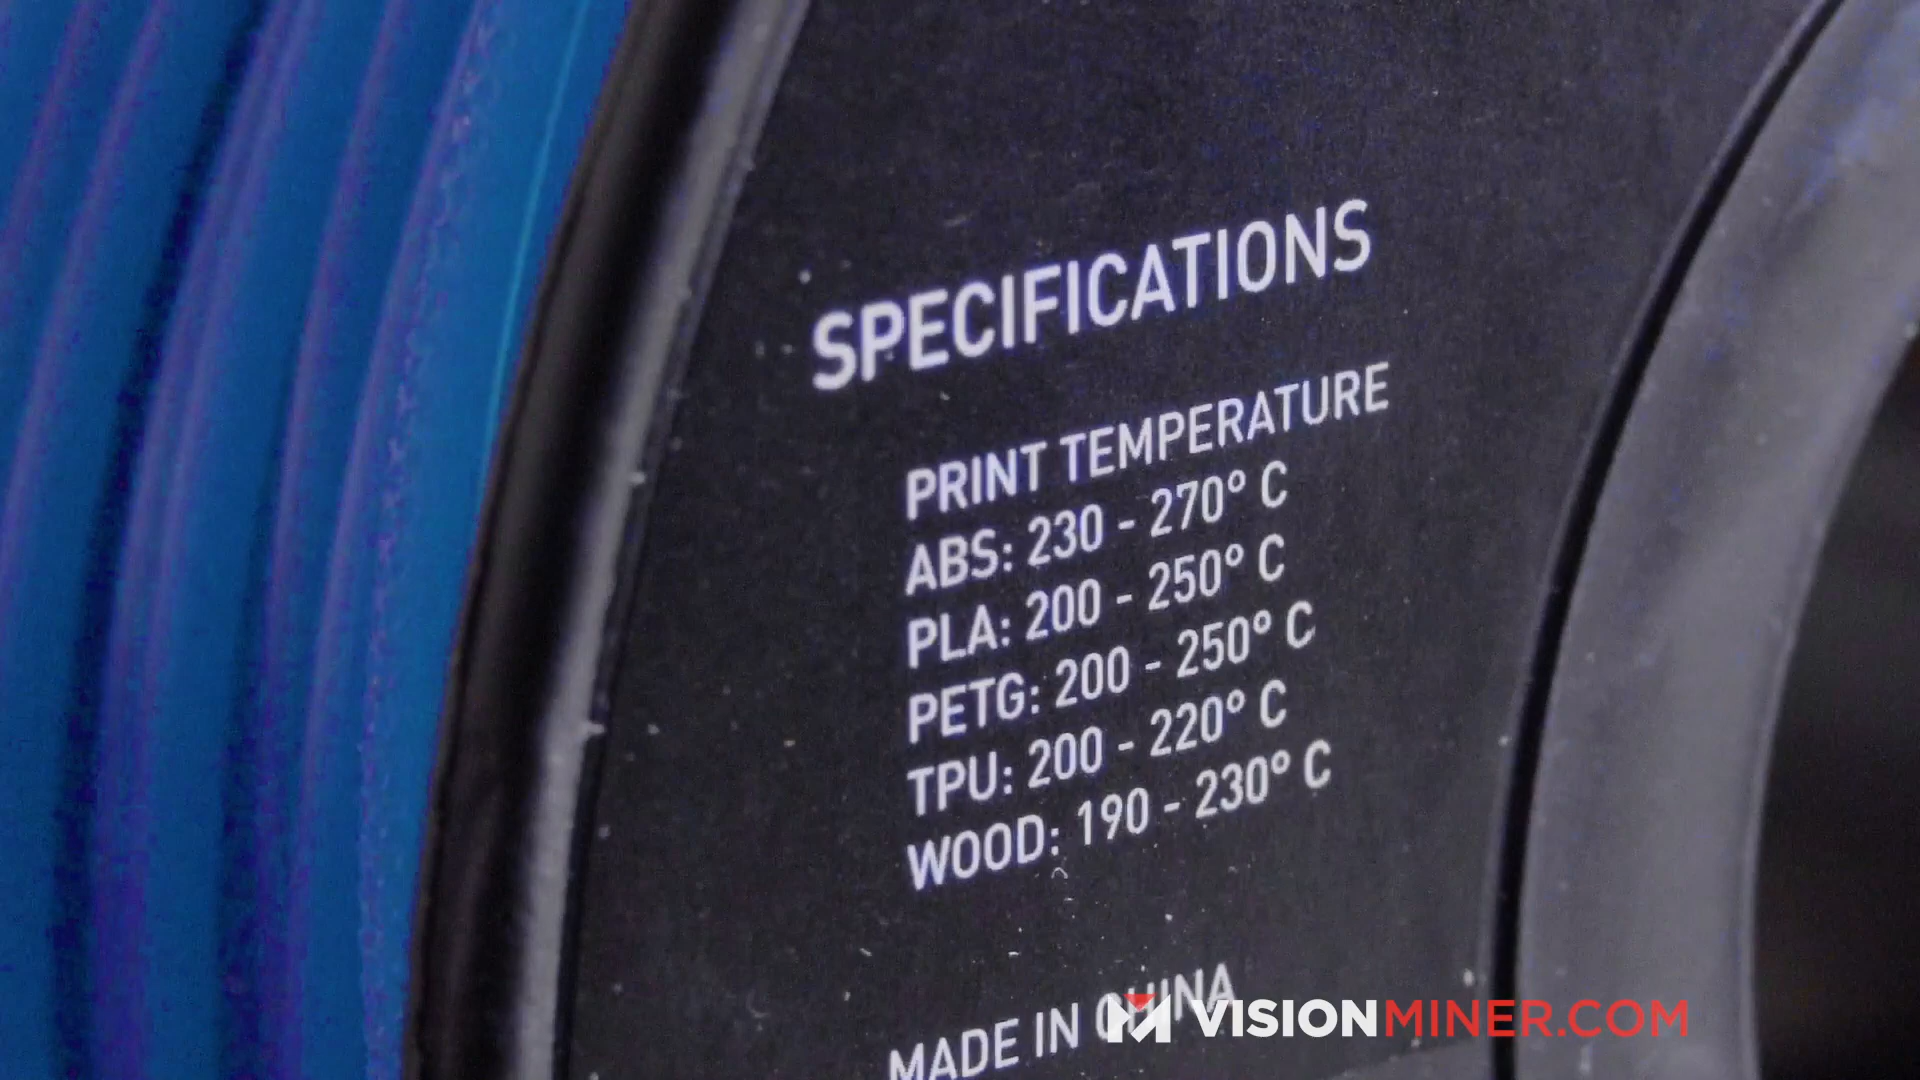 SPECIFICATIONS
PRINT TEMPERATURE
ABS: 230 - 270° C
PLA: 200 - 250° C
PETG: 200 - 250° C
TPU: 200 - 220° C
WOOD: 190 - 230° C
MADE IN CHINA
VISIONMINER.COM